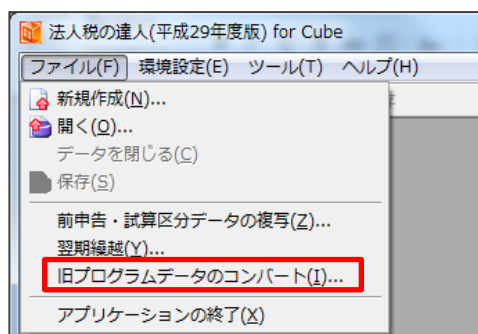 法人税の達人(平成29年度版) for Cube
ファイル(F) 環境設定(E) ツール(T) ヘルプ(H)
新規作成(N)...
開く(O)...
データを閉じる(C)
保存(S)
前申告・試算区分データの複写(Z)...
翌期繰越(Y)...
旧プログラムデータのコンバート(I)...
アプリケーションの終了(X)